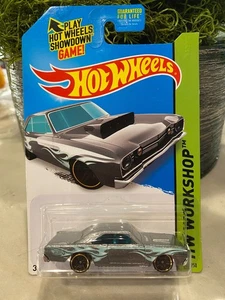 PLAY
HOT WHEELS
SHOWDOWN
GAME!
GUARANTEED
FOR LIFE
Hot Wheels
HW WORKSHOP
3